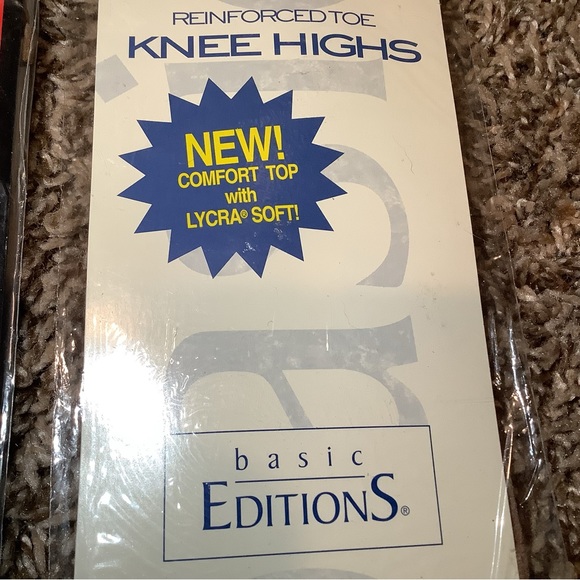 REINFORCED TOE
KNEE HIGHS
NEW!
COMFORT TOP
with
LYCRA® SOFT!
basic
EDITIONS®